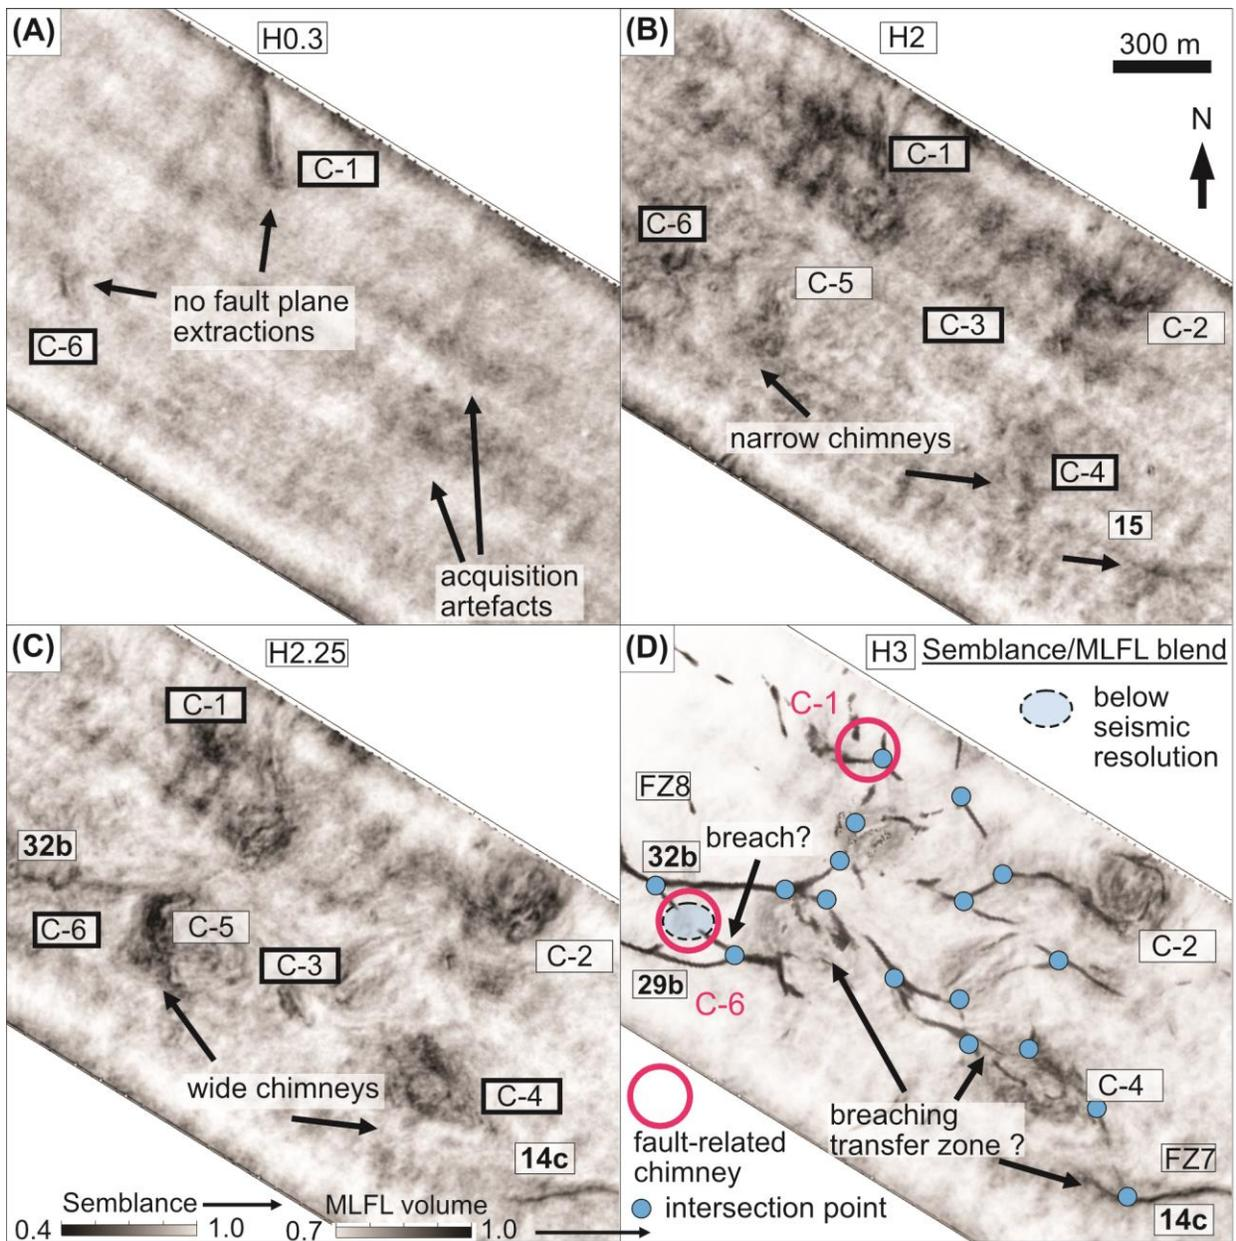 (A)
H0.3
C-1
no fault plane
extractions
C-6
acquisition
artefacts
(B)
H2
300 m
N
C-1
C-6
C-5
C-3
C-2
narrow chimneys
C-4
15
(C)
H2.25
C-1
32b
C-6
C-5
C-3
C-2
wide chimneys
C-4
14c
Semblance
0.4
1.0
MLFL volume
0.7
1.0
(D)
H3
Semblance/MLFL blend
below
seismic
resolution
C-1
FZ8
breach?
32b
29b
C-6
C-2
C-4
breaching
transfer zone ?
fault-related
chimney
intersection point
FZ7
14c